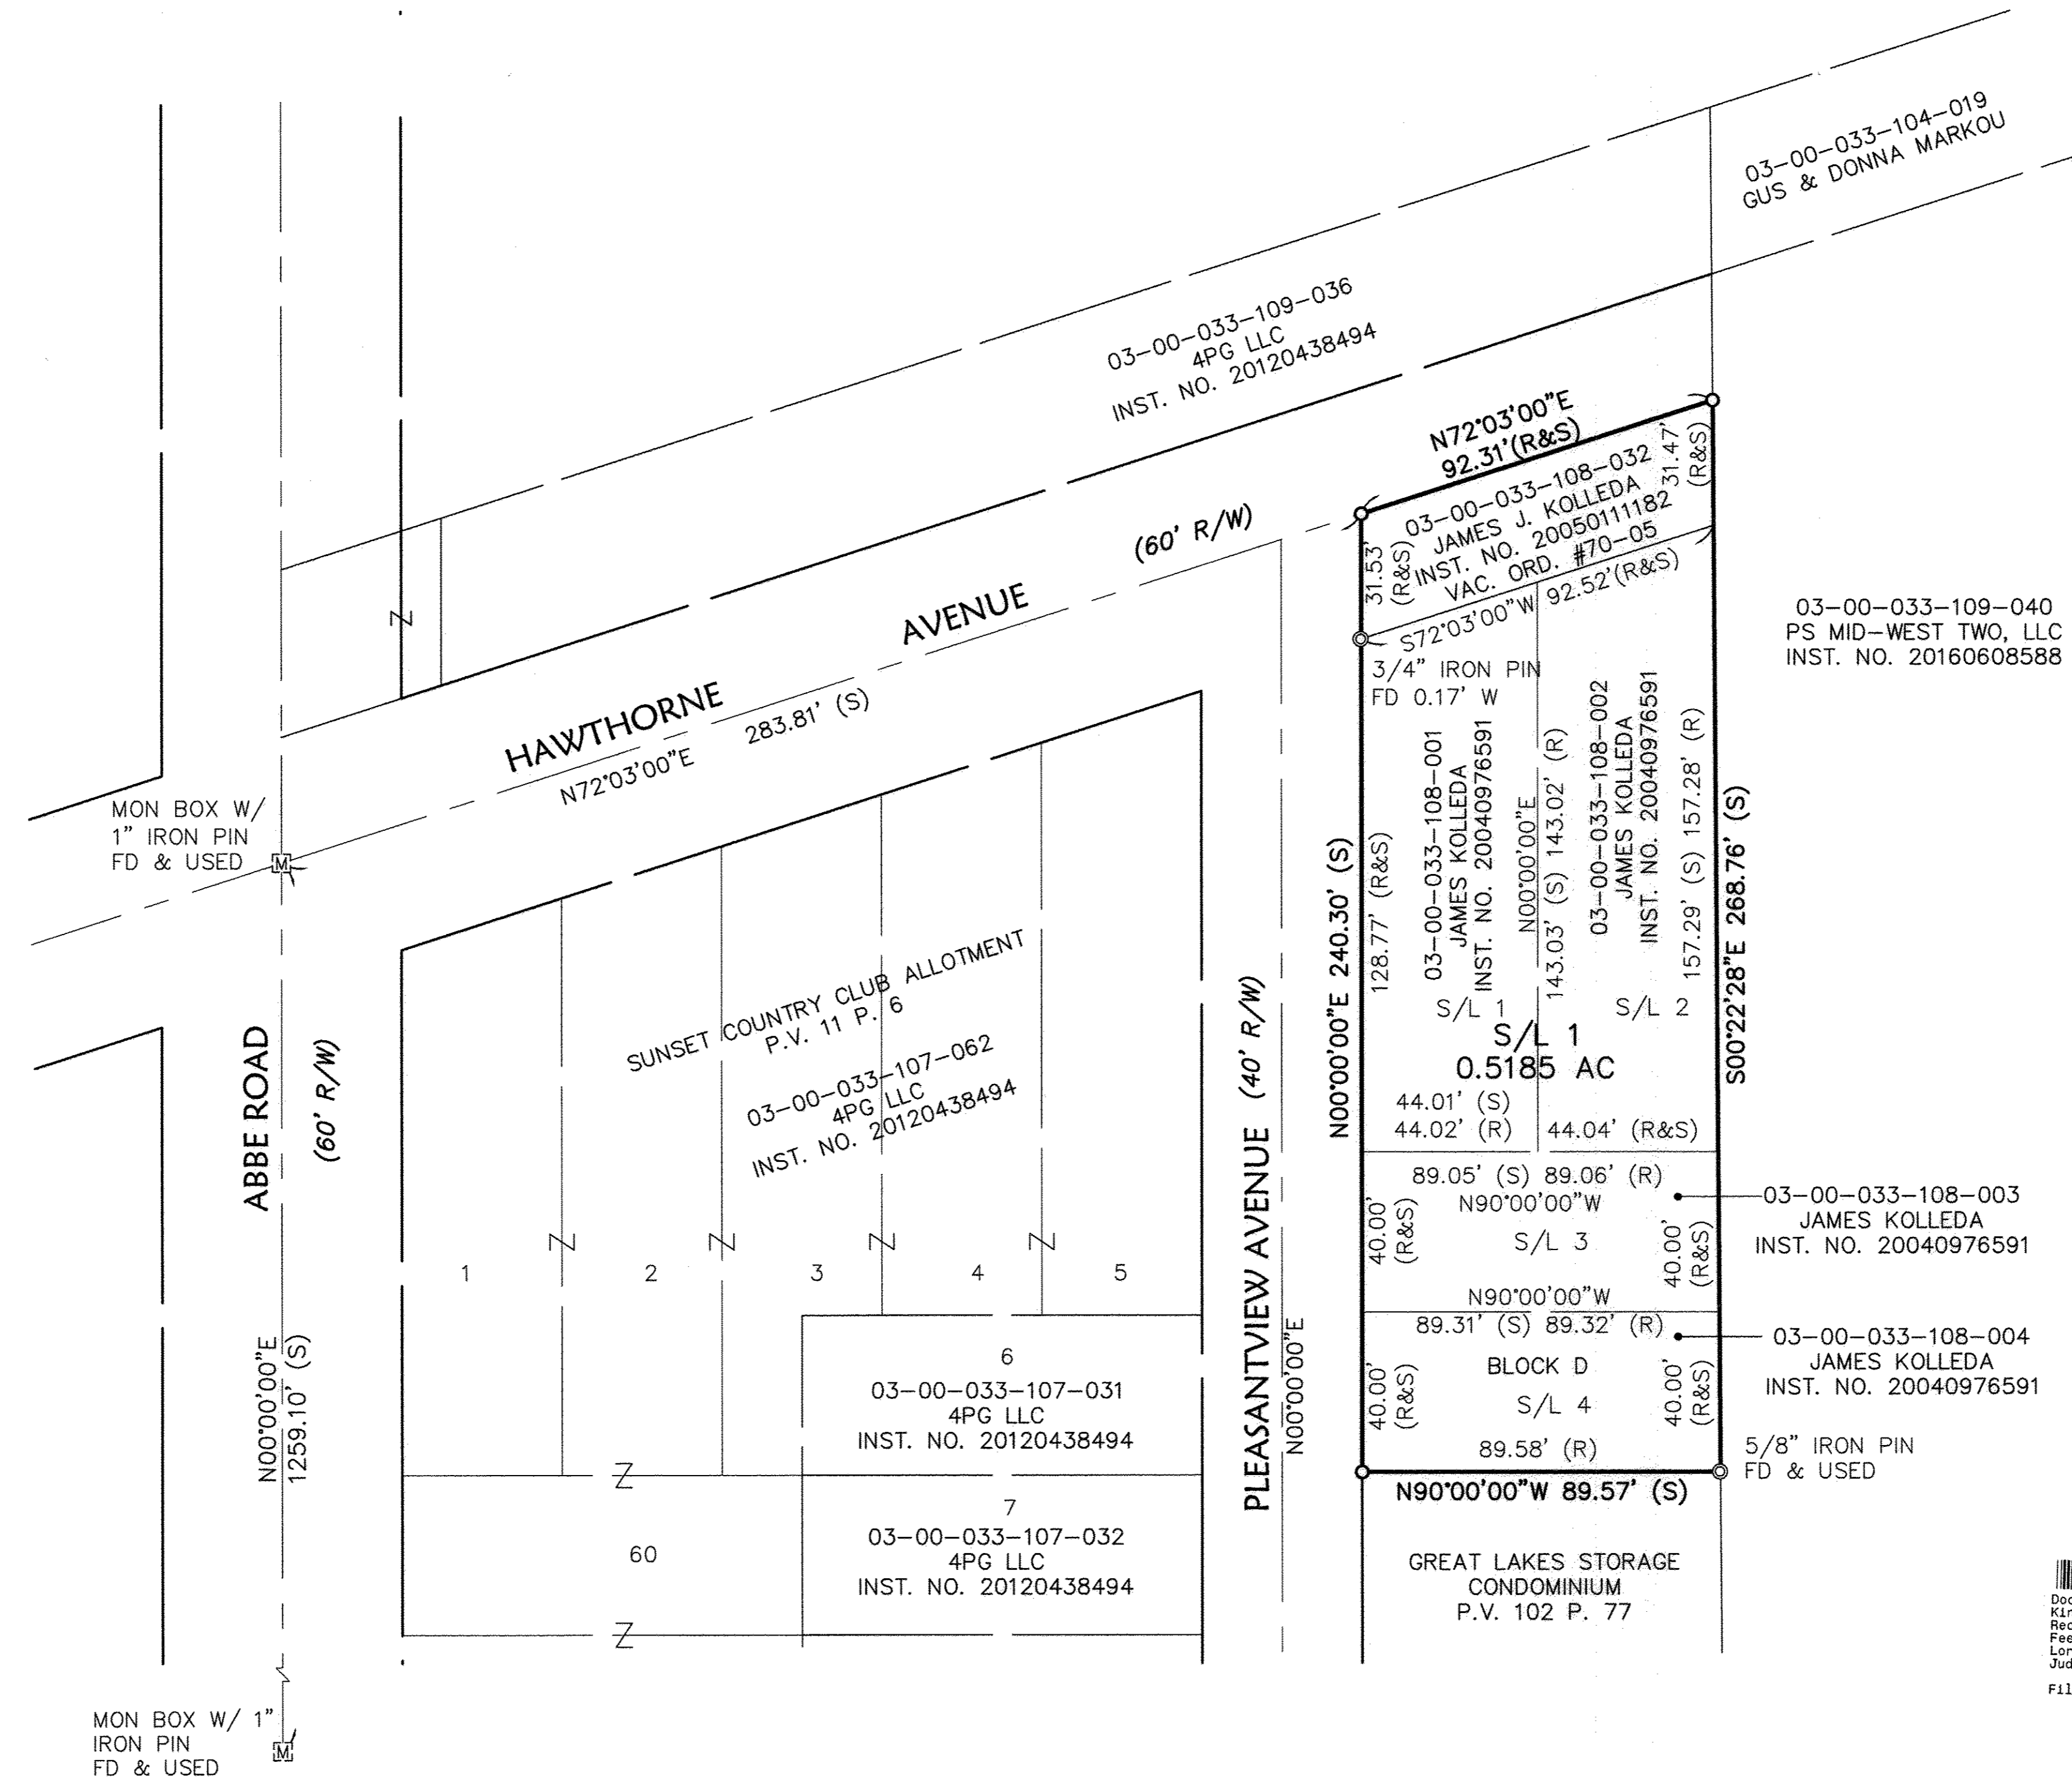 03-00-033-104-019
GUS & DONNA MARKOU
03-00-033-109-036
4PG LLC
INST. NO. 20120438494
N72°03'00"E
92.31'(R&S)
03-00-033-108-032
JAMES J. KOLLEDA
INST. NO. 20050111182
VAC. ORD. #70-05
31.47'
(R&S)
31.53'
(R&S)
S72°03'00"W 92.52'(R&S)
(60' R/W)
HAWTHORNE AVENUE
N72°03'00"E 283.81' (S)
Z
03-00-033-109-040
PS MID-WEST TWO, LLC
INST. NO. 20160608588
3/4" IRON PIN
FD 0.17' W
MON BOX W/
1" IRON PIN
FD & USED
M
N00°00'00"E 240.30' (S)
128.77' (R&S)
03-00-033-108-001
JAMES KOLLEDA
INST. NO. 20040976591
N00°00'00"E
143.03' (S) 143.02' (R)
03-00-033-108-002
JAMES KOLLEDA
INST. NO. 20040976591
157.29' (S) 157.28' (R)
S00°22'28"E 268.76' (S)
S/L 1
S/L 2
S/L 1
0.5185 AC
44.01' (S)
44.02' (R)
44.04' (R&S)
SUNSET COUNTRY CLUB ALLOTMENT
P.V. 11 P. 6
03-00-033-107-062
4PG LLC
INST. NO. 20120438494
ABBE ROAD
(60' R/W)
N00°00'00"E
1259.10' (S)
PLEASANTVIEW AVENUE (40' R/W)
N00°00'00"E
89.05' (S) 89.06' (R)
N90°00'00"W
40.00'
(R&S)
S/L 3
40.00'
(R&S)
03-00-033-108-003
JAMES KOLLEDA
INST. NO. 20040976591
Z
Z
Z
Z
1
2
3
4
5
N90°00'00"W
89.31' (S) 89.32' (R)
BLOCK D
40.00'
(R&S)
S/L 4
40.00'
(R&S)
03-00-033-108-004
JAMES KOLLEDA
INST. NO. 20040976591
89.58' (R)
5/8" IRON PIN
FD & USED
N90°00'00"W 89.57' (S)
6
03-00-033-107-031
4PG LLC
INST. NO. 20120438494
Z
7
03-00-033-107-032
4PG LLC
INST. NO. 20120438494
60
Z
GREAT LAKES STORAGE
CONDOMINIUM
P.V. 102 P. 77
MON BOX W/ 1"
IRON PIN
FD & USED
M
Fee
Jud